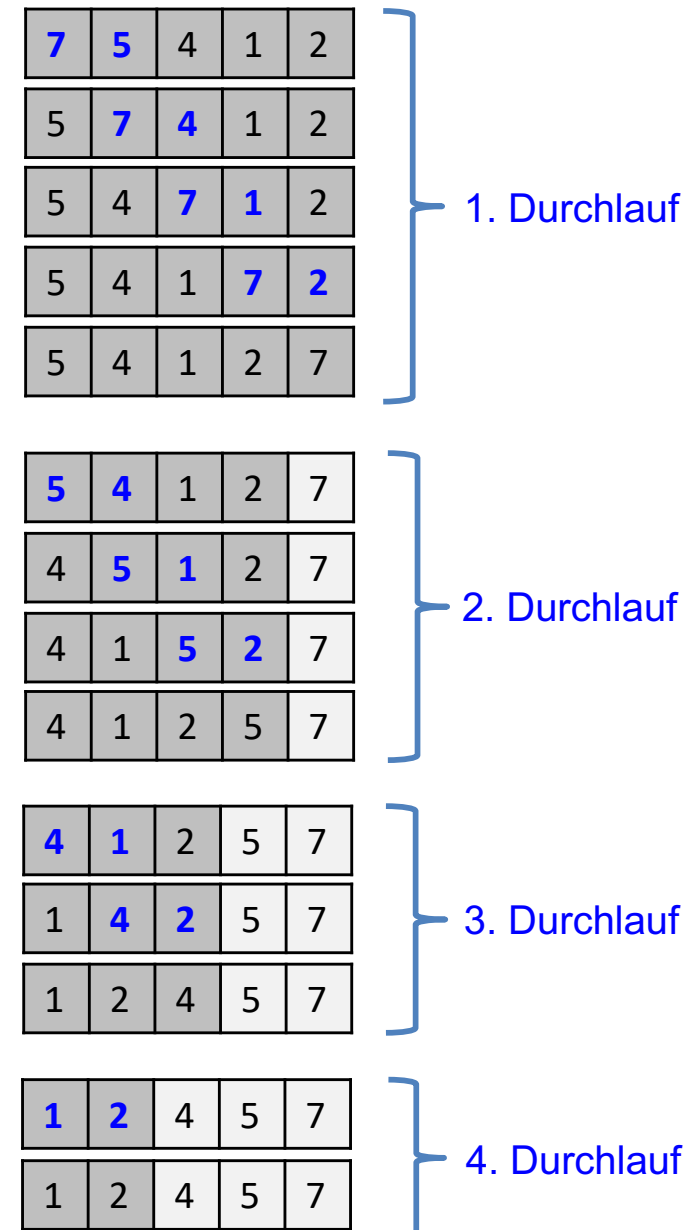 7 5 4 1 2
5 7 4 1 2
5 4 7 1 2
1. Durchlauf
5 4 1 7 2
5 4 1 2 7
5 4 1 2 7
4 5 1 2 7
2. Durchlauf
4 1 5 2 7
4 1 2 5 7
4 1 2 5 7
1 4 2 5 7
3. Durchlauf
1 2 4 5 7
1 2 4 5 7
4. Durchlauf
1 2 4 5 7